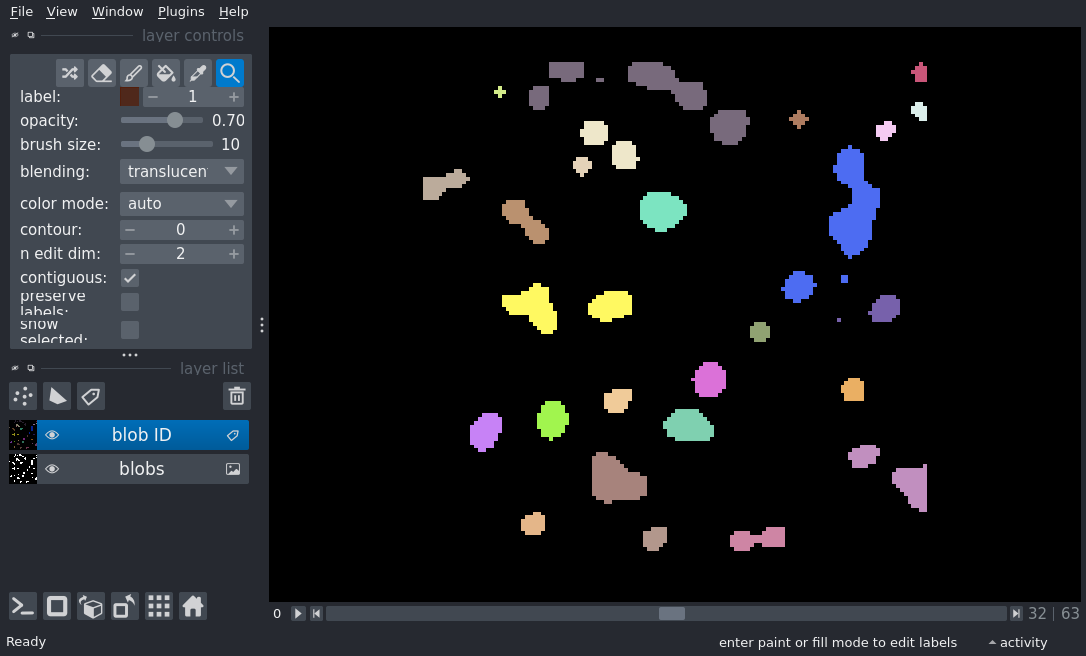 File View Window Plugins Help
layer controls
label: 1
opacity: 0.70
brush size: 10
blending: translucen
color mode: auto
contour: 0
n edit dim: 2
contiguous:
preserve
labels:
show
selected:
layer list
blob ID
blobs
0 32 63
Ready enter paint or fill mode to edit labels activity